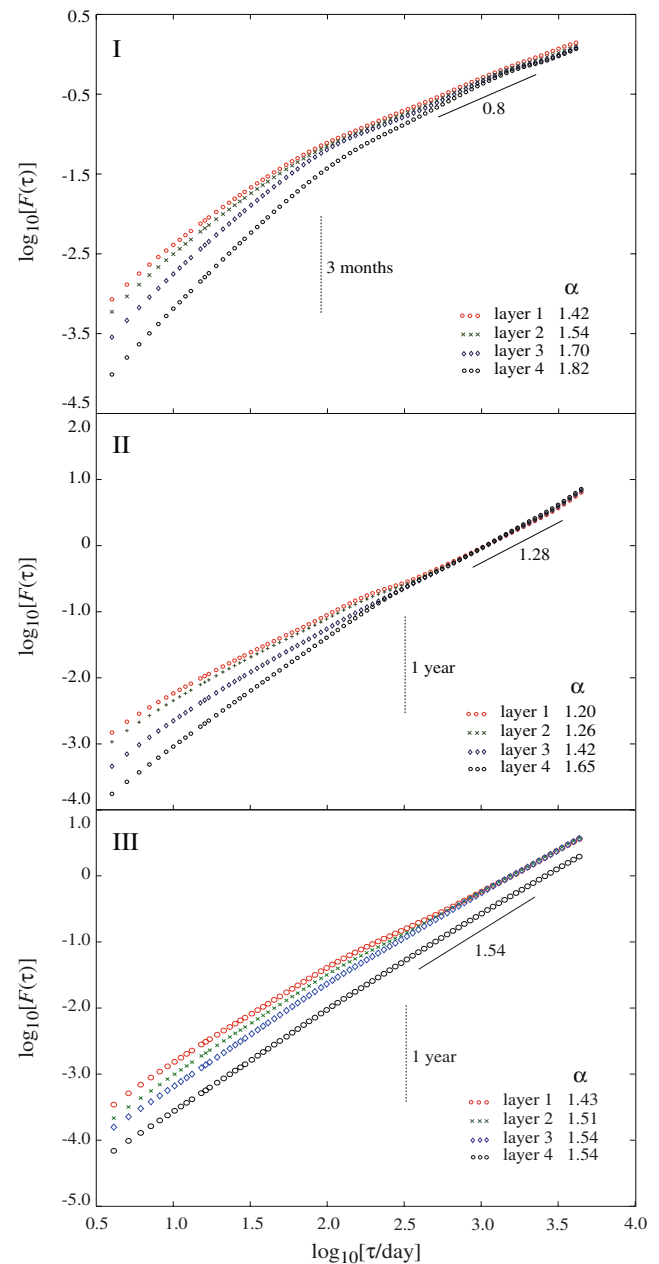 0.5
I
-0.5
0.8
-1.5
log10[F(τ)]
-2.5
3 months
α
layer 1 1.42
layer 2 1.54
layer 3 1.70
layer 4 1.82
-3.5
-4.5
II
1.0
0
1.28
-1.0
log10[F(τ)]
-2.0
1 year
α
layer 1 1.20
layer 2 1.26
layer 3 1.42
layer 4 1.65
-3.0
-4.0
1.0
III
0
-1.0
1.54
-2.0
log10[F(τ)]
1 year
-3.0
α
layer 1 1.43
layer 2 1.51
layer 3 1.54
layer 4 1.54
-4.0
-5.0
0.5 1.0 1.5 2.0 2.5 3.0 3.5 4.0
log10[τ/day]